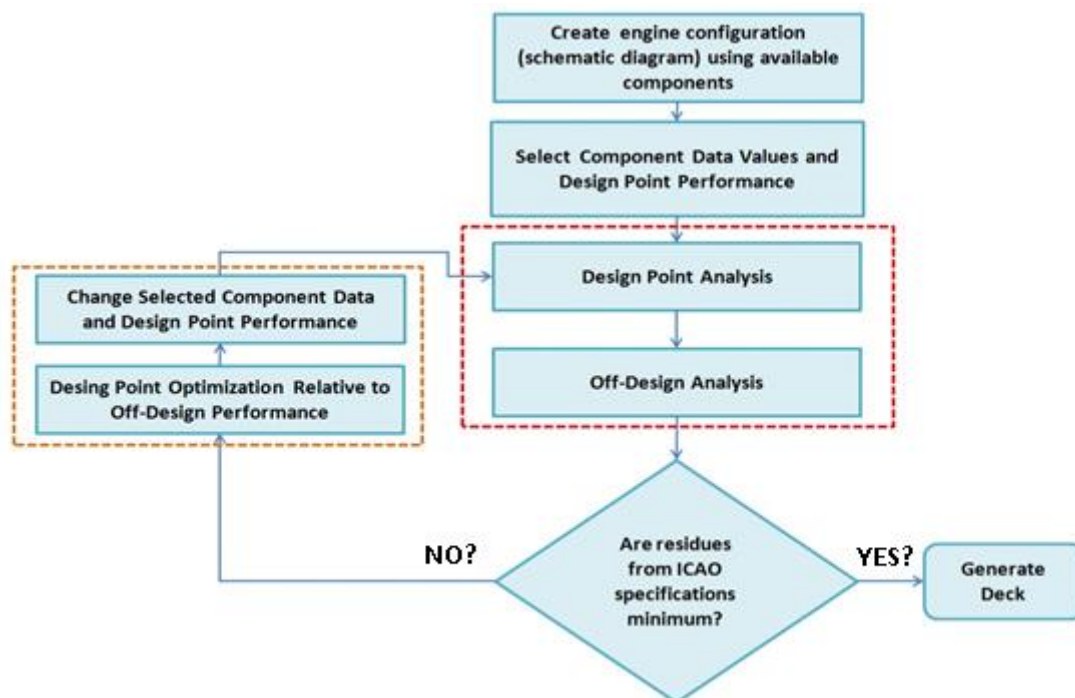 Create engine configuration
(schematic diagram) using available
components
Select Component Data Values and
Design Point Performance
Design Point Analysis
Change Selected Component Data
and Design Point Performance
Desing Point Optimization Relative to
Off-Design Performance
Off-Design Analysis
NO?
Are residues
from ICAO
specifications
minimum?
YES?
Generate
Deck